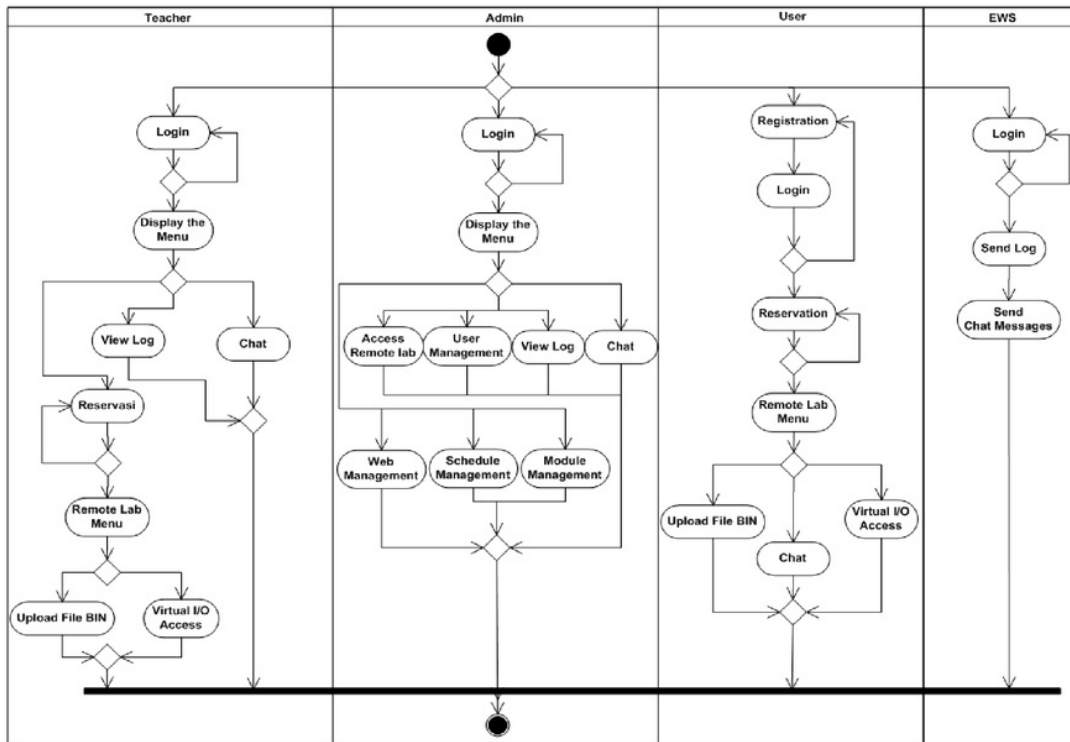 Teacher
Admin
User
EWS
Login
Display the
Menu
View Log
Chat
Reservasi
Remote Lab
Menu
Upload File BIN
Virtual I/O
Access
Login
Display the
Menu
Access
Remote lab
User
Management
View Log
Chat
Web
Management
Schedule
Management
Module
Management
Registration
Login
Reservation
Remote Lab
Menu
Upload File BIN
Virtual I/O
Access
Chat
Login
Send Log
Send
Chat Messages